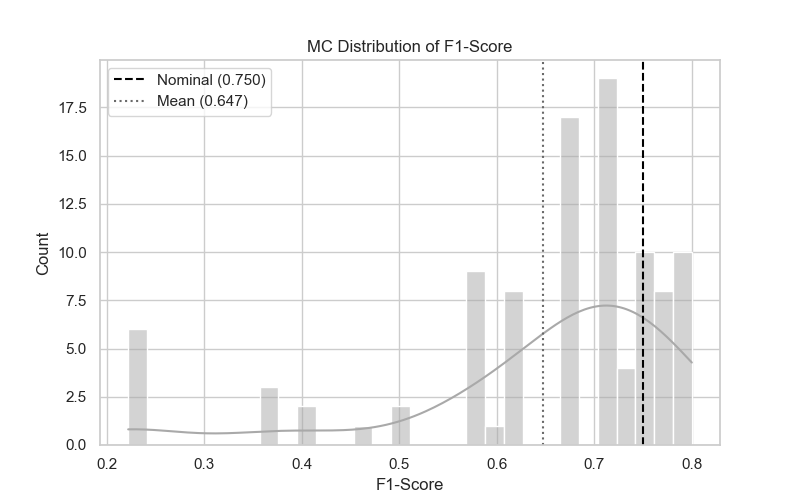 MC Distribution of F1-Score
Nominal (0.750)
Mean (0.647)
Count
17.5
15.0
12.5
10.0
7.5
5.0
2.5
0.0
0.2 0.3 0.4 0.5 0.6 0.7 0.8
F1-Score